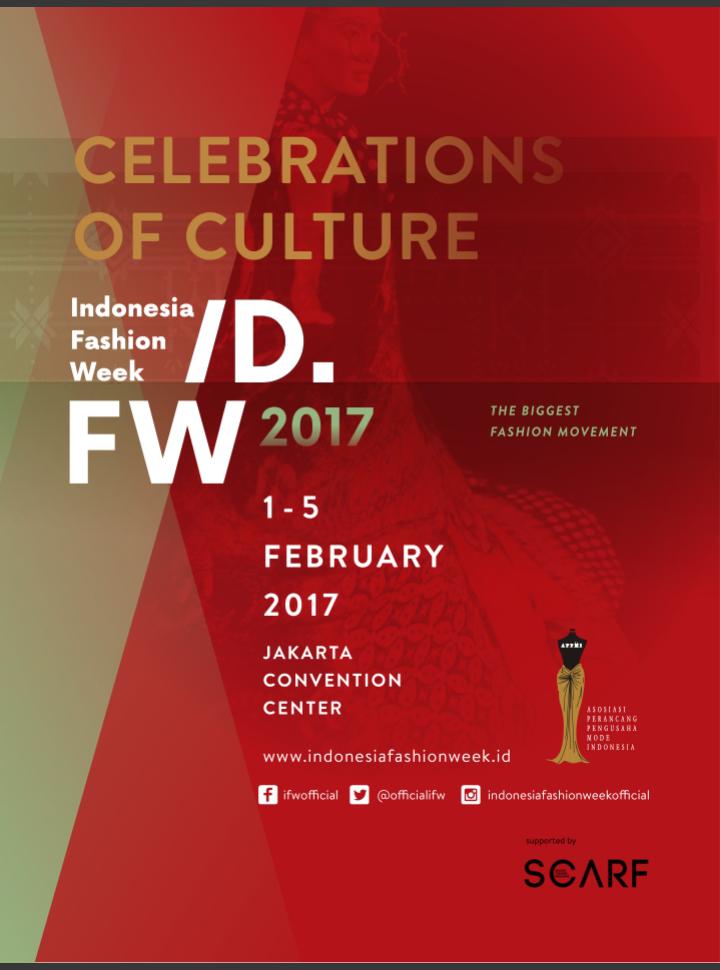 CELEBRATIONS
OF CULTURE
Indonesia
Fashion
Week
/D.
FW 2017
THE BIGGEST
FASHION MOVEMENT
1 - 5
FEBRUARY
2017
JAKARTA
CONVENTION
CENTER
APPMI
ASOSIASI
PERANCANG
PENGUSAHA
MODE
INDONESIA
www.indonesiafashionweek.id
ifwofficial @officialifw indonesiafashionweekofficial
supported by
SCARF